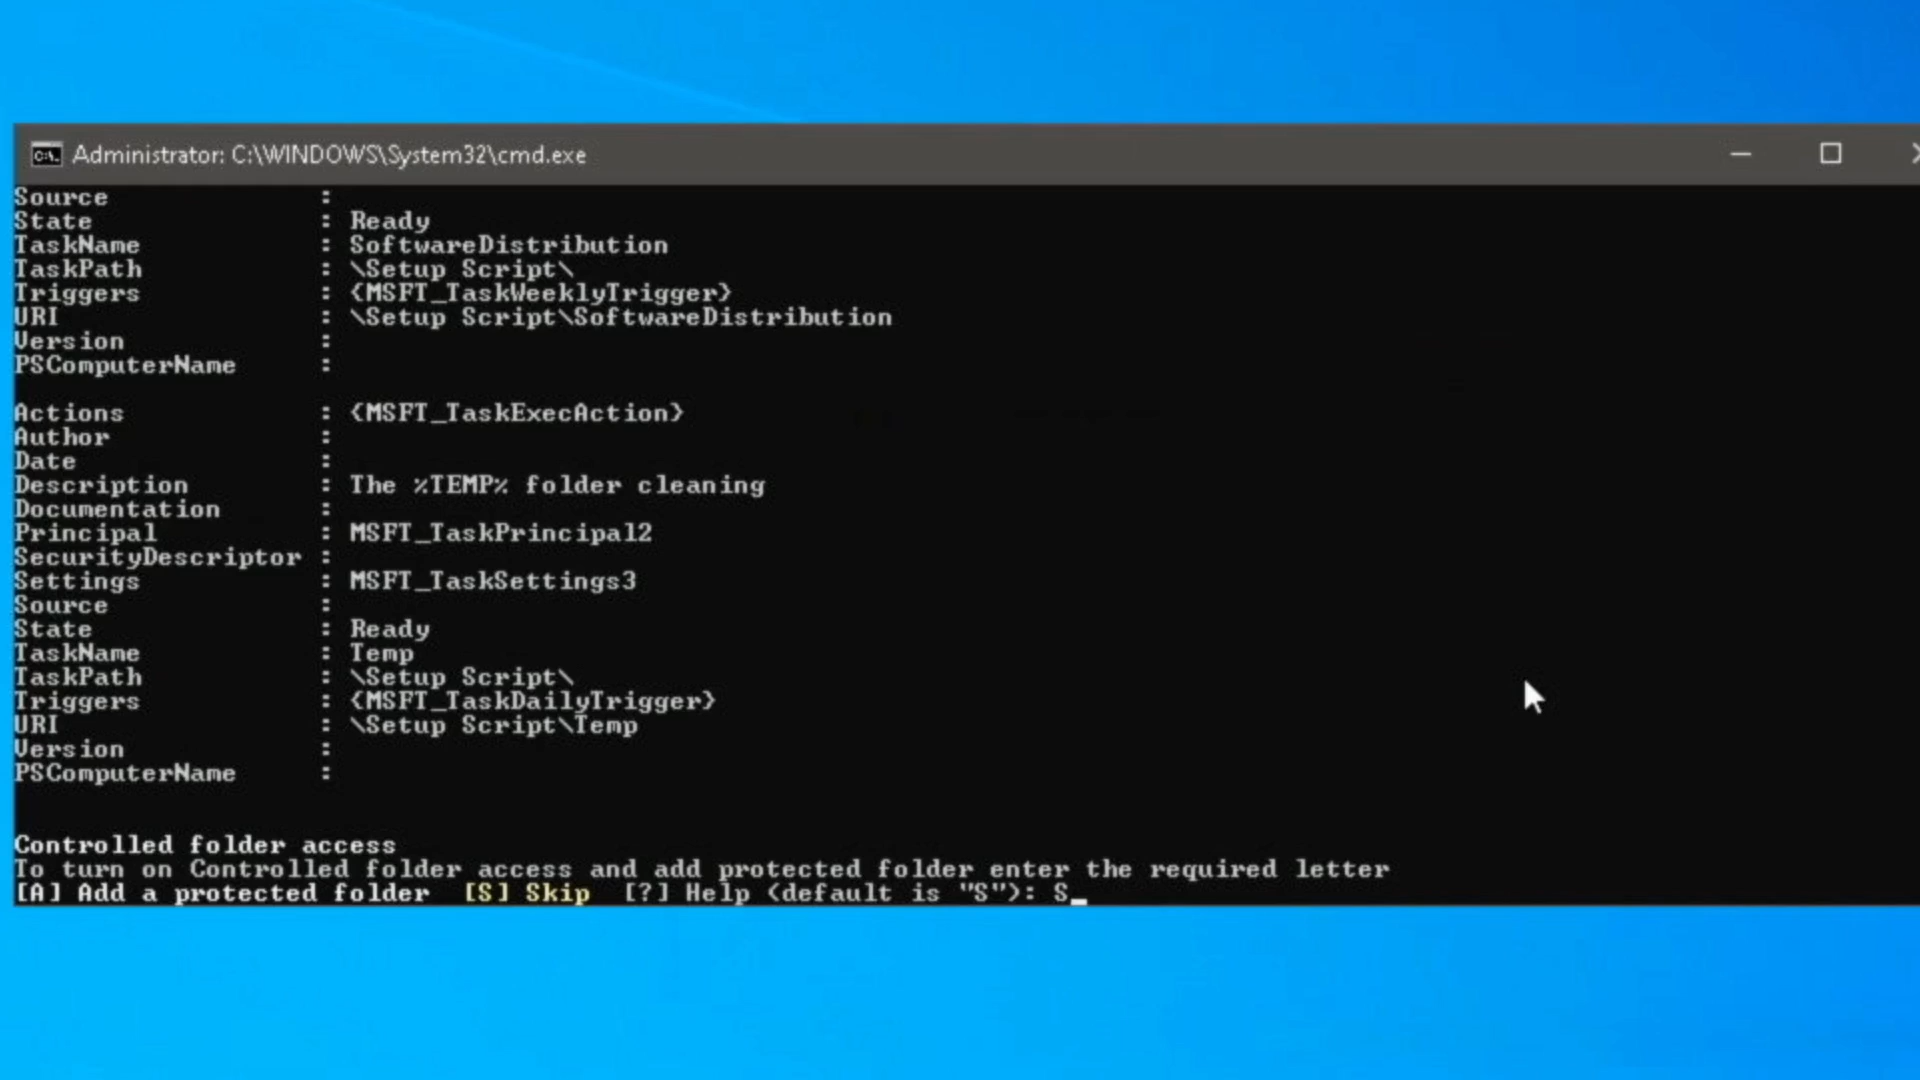 Administrator: C:\WINDOWS\System32\cmd.exe
Source :
State : Ready
TaskName : SoftwareDistribution
TaskPath : \Setup Script\
Triggers : {MSFT_TaskWeeklyTrigger}
URI : \Setup Script\SoftwareDistribution
Version :
PSComputerName :
Actions : {MSFT_TaskExecAction}
Author :
Date :
Description : The %TEMP% folder cleaning
Documentation :
Principal : MSFT_TaskPrincipal2
SecurityDescriptor :
Settings : MSFT_TaskSettings3
Source :
State : Ready
TaskName : Temp
TaskPath : \Setup Script\
Triggers : {MSFT_TaskDailyTrigger}
URI : \Setup Script\Temp
Version :
PSComputerName :
Controlled folder access
To turn on Controlled folder access and add protected folder enter the required letter
[A] Add a protected folder [S] Skip [?] Help (default is "S"): S